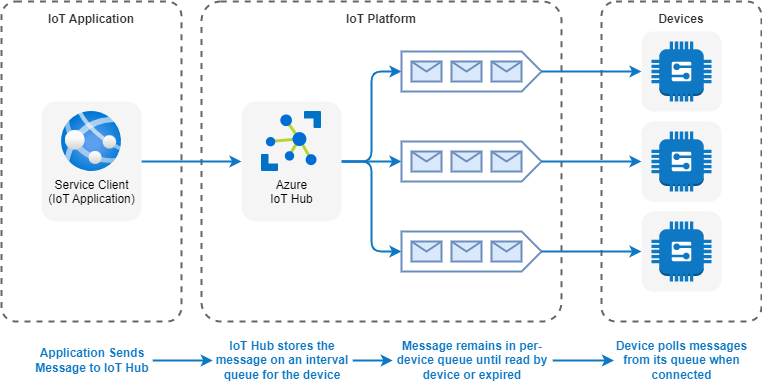 IoT Application
IoT Platform
Devices
Service Client
(IoT Application)
Azure
IoT Hub
Application Sends
Message to IoT Hub
IoT Hub stores the
message on an interval
queue for the device
Message remains in per-
device queue until read by
device or expired
Device polls messages
from its queue when
connected